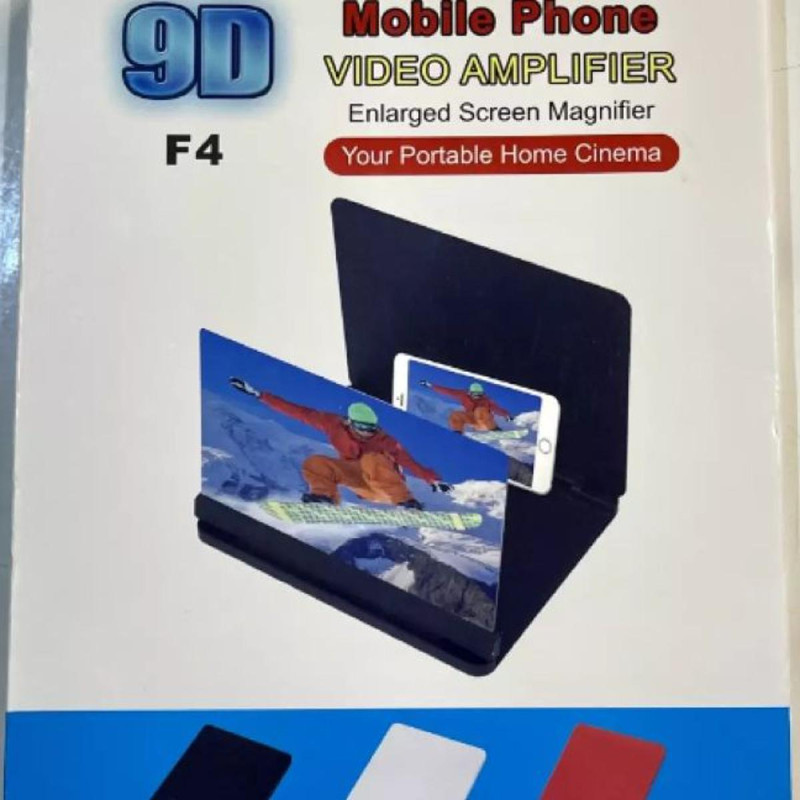 9D
F4
Mobile Phone
VIDEO AMPLIFIER
Enlarged Screen Magnifier
Your Portable Home Cinema